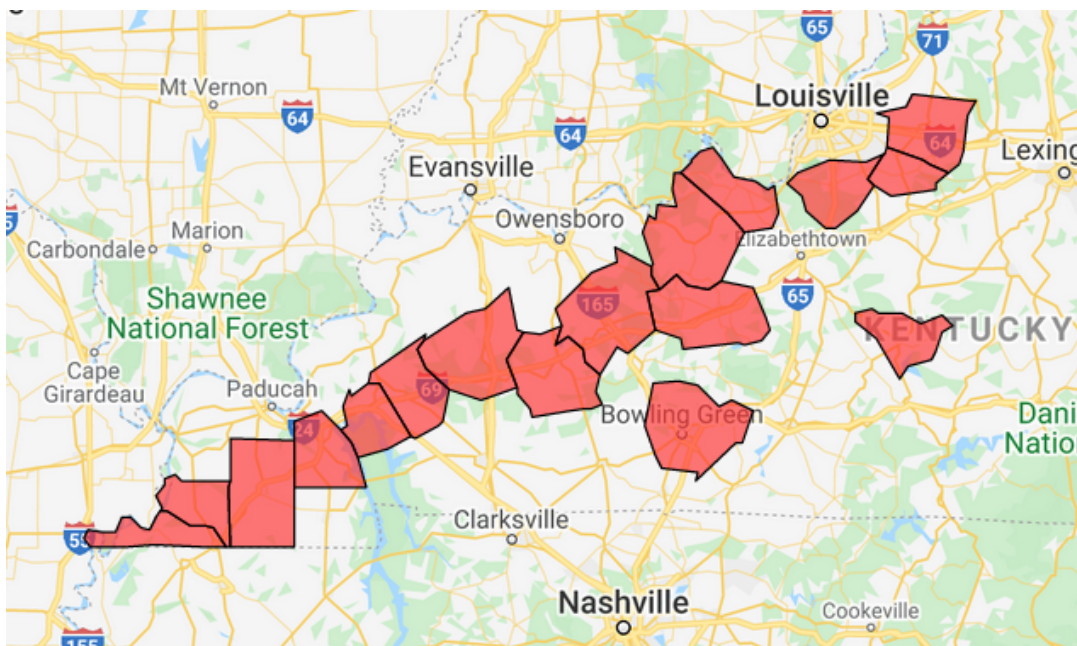 65
71
Mt Vernon
64
Louisville
64
64
Evansville
Lexing
Owensboro
Marion
Carbondale
Elizabethtown
Shawnee
National Forest
165
65
KENTUCKY
Cape
Girardeau
Paducah
69
24
Bowling Green
Dani
Natio
Clarksville
55
Nashville
Cookeville
155